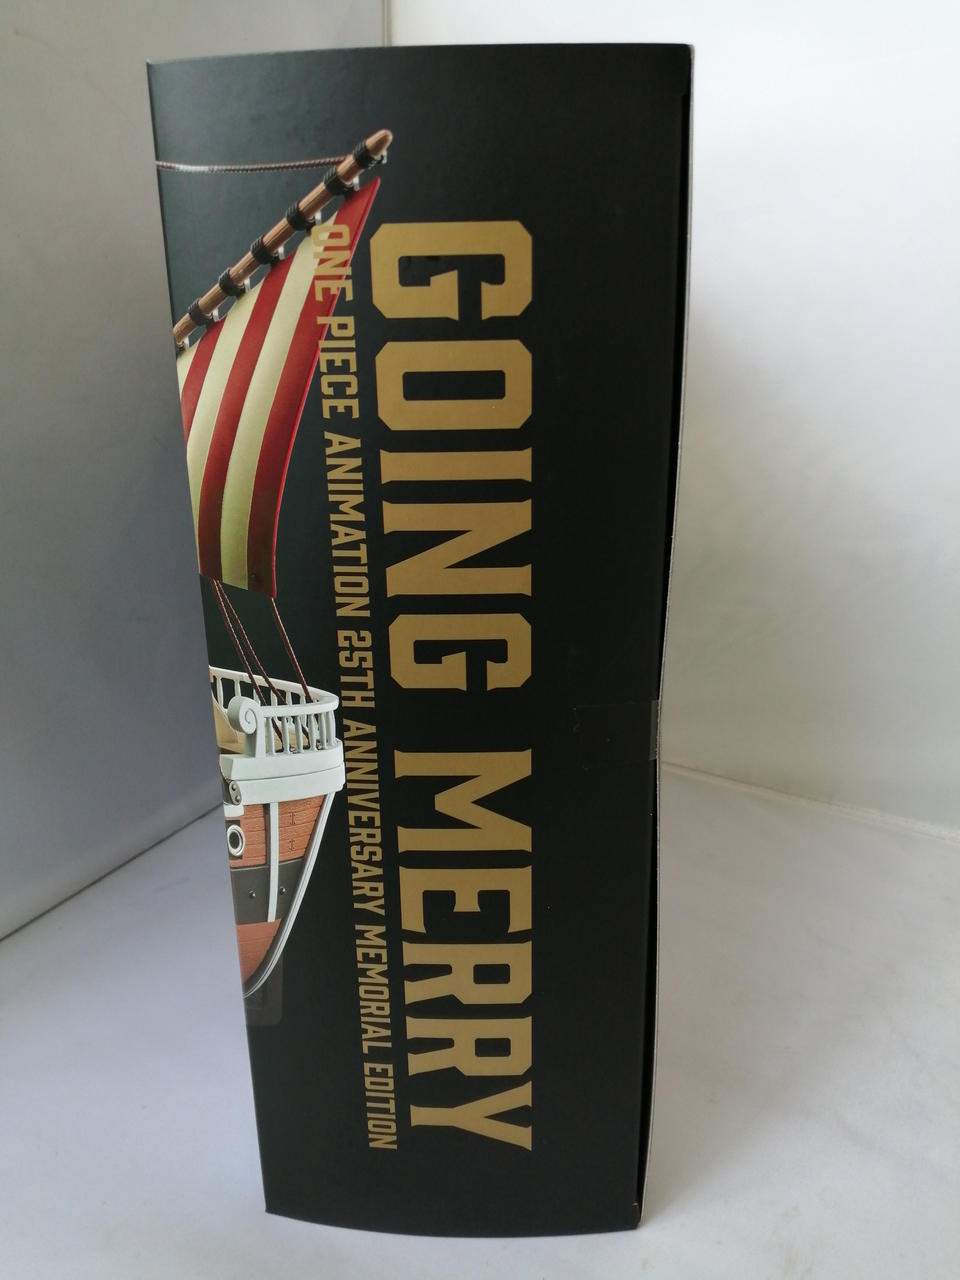 GOING MERRY
ONE PIECE ANIMATION 25TH ANNIVERSARY MEMORIAL EDITION